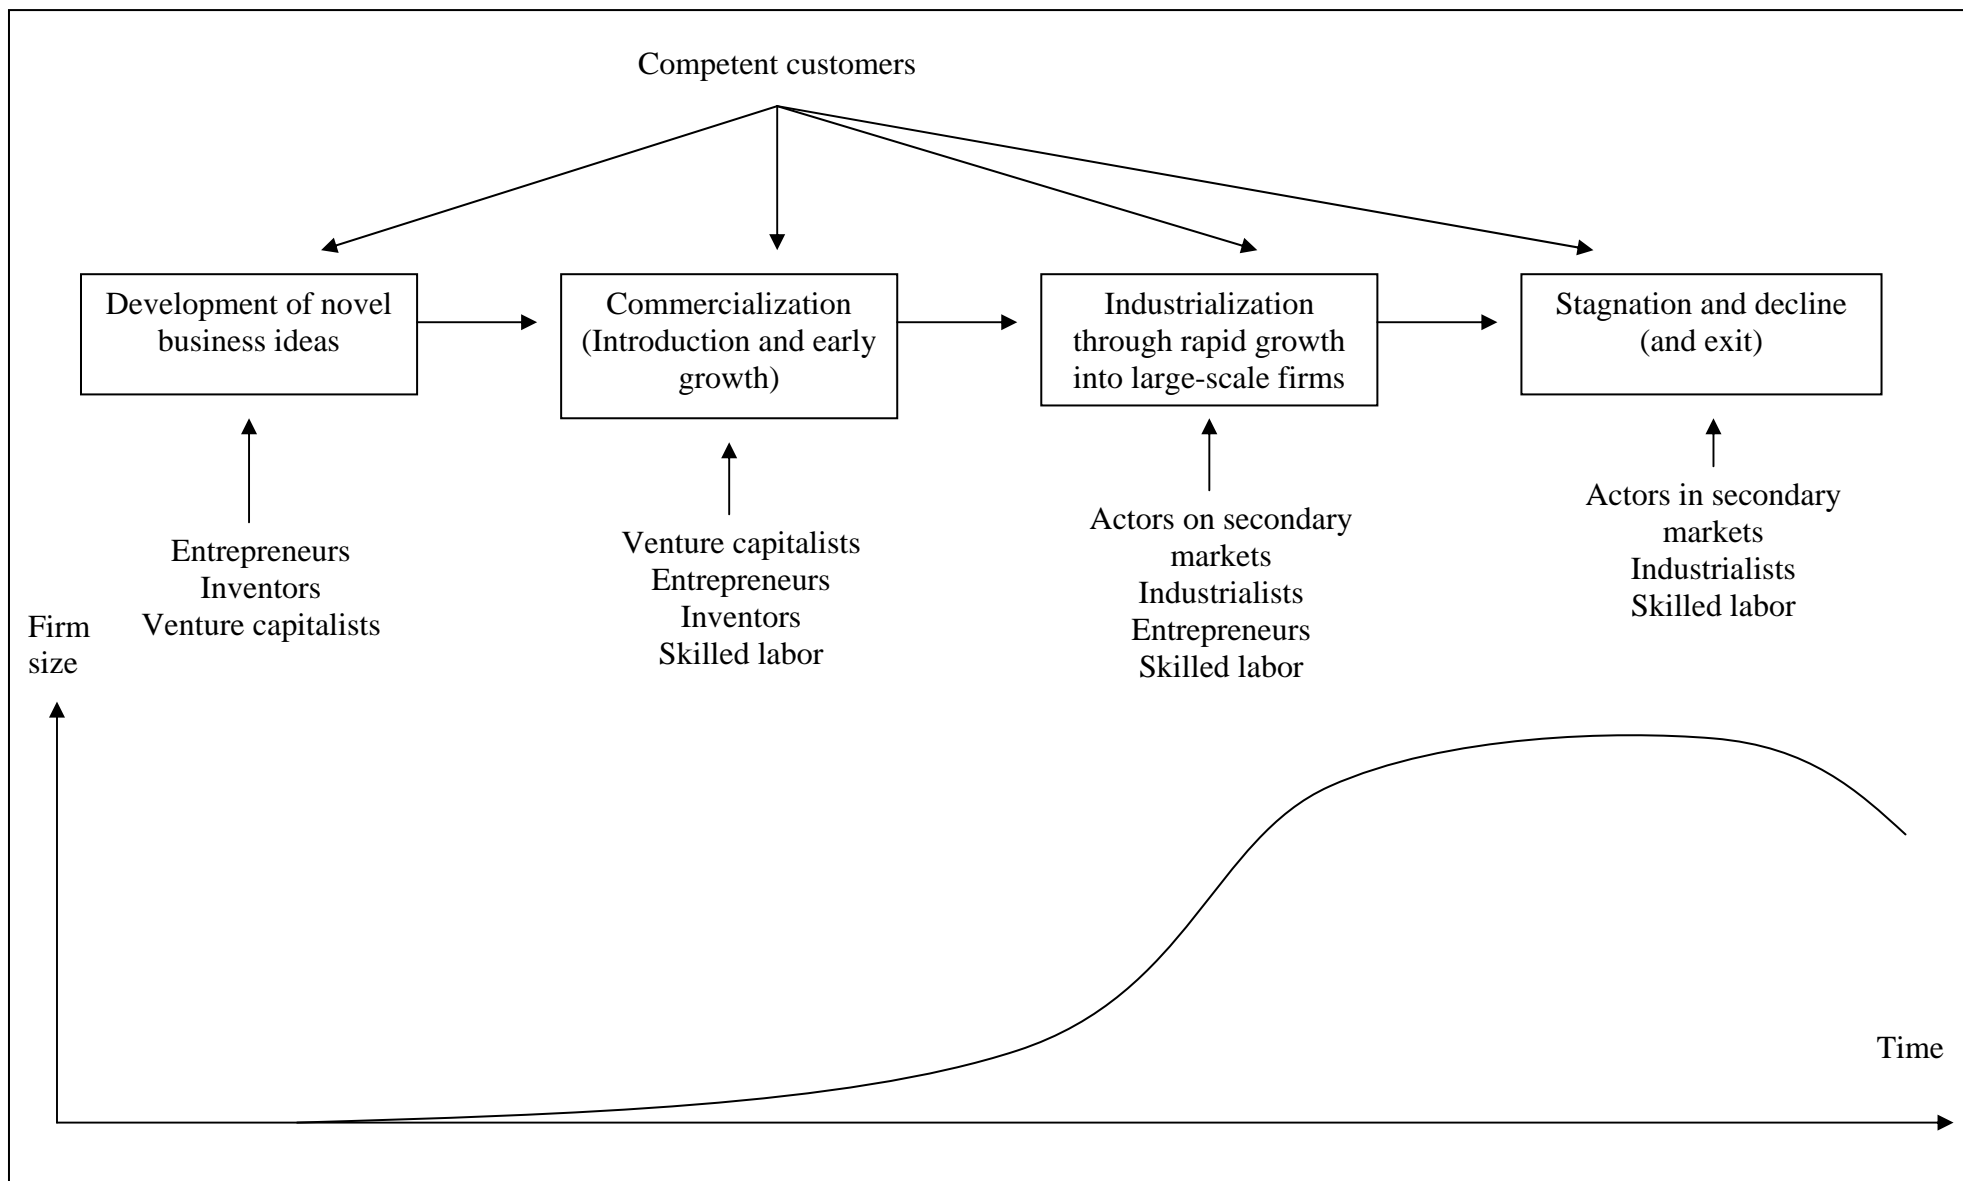 Competent customers
Development of novel
business ideas
Commercialization
(Introduction and early
growth)
Industrialization
through rapid growth
into large-scale firms
Stagnation and decline
(and exit)
Entrepreneurs
Inventors
Venture capitalists
Venture capitalists
Entrepreneurs
Inventors
Skilled labor
Actors on secondary
markets
Industrialists
Entrepreneurs
Skilled labor
Actors in secondary
markets
Industrialists
Skilled labor
Firm
size
Time